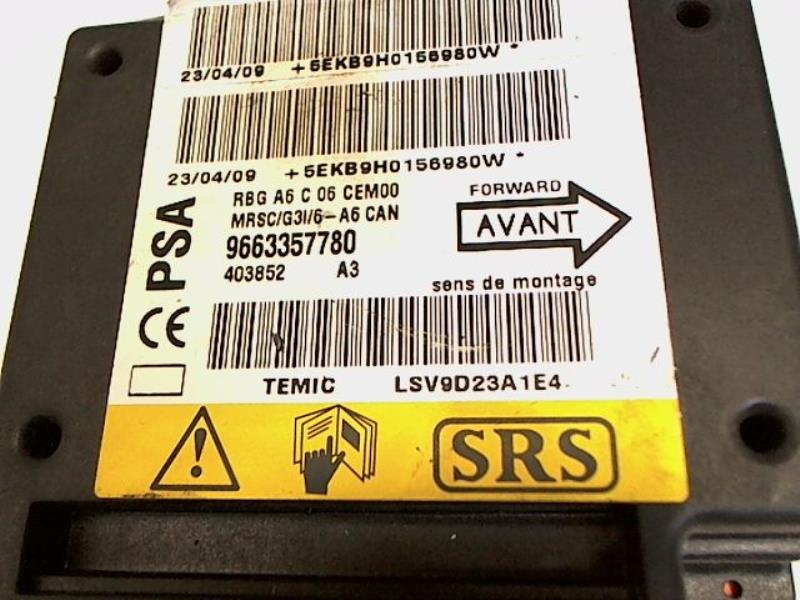 23/04/09 +5EKB9H0156980W *
23/04/09 +5EKB9H0156980W *
PSA
RBG A6 C 06 CEM00
MRSC/G3I/6-A6 CAN
9663357780
403852 A3
FORWARD
AVANT
sens de montage
CE
TEMIC LSV9D23A1E4
SRS